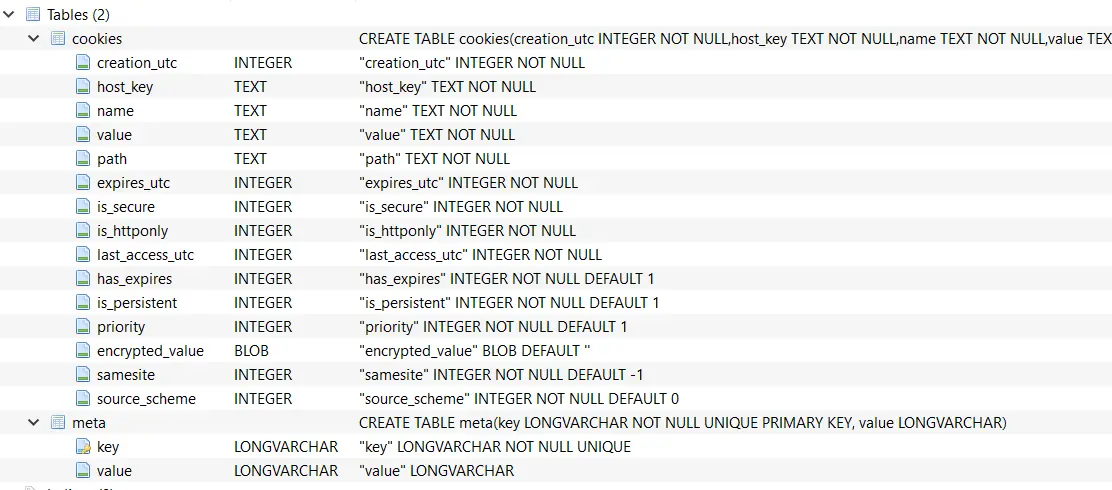 Tables (2)
cookies CREATE TABLE cookies(creation_utc INTEGER NOT NULL,host_key TEXT NOT NULL,name TEXT NOT NULL,value TEX
creation_utc INTEGER "creation_utc" INTEGER NOT NULL
host_key TEXT "host_key" TEXT NOT NULL
name TEXT "name" TEXT NOT NULL
value TEXT "value" TEXT NOT NULL
path TEXT "path" TEXT NOT NULL
expires_utc INTEGER "expires_utc" INTEGER NOT NULL
is_secure INTEGER "is_secure" INTEGER NOT NULL
is_httponly INTEGER "is_httponly" INTEGER NOT NULL
last_access_utc INTEGER "last_access_utc" INTEGER NOT NULL
has_expires INTEGER "has_expires" INTEGER NOT NULL DEFAULT 1
is_persistent INTEGER "is_persistent" INTEGER NOT NULL DEFAULT 1
priority INTEGER "priority" INTEGER NOT NULL DEFAULT 1
encrypted_value BLOB "encrypted_value" BLOB DEFAULT ''
samesite INTEGER "samesite" INTEGER NOT NULL DEFAULT -1
source_scheme INTEGER "source_scheme" INTEGER NOT NULL DEFAULT 0
meta CREATE TABLE meta(key LONGVARCHAR NOT NULL UNIQUE PRIMARY KEY, value LONGVARCHAR)
key LONGVARCHAR "key" LONGVARCHAR NOT NULL UNIQUE
value LONGVARCHAR "value" LONGVARCHAR